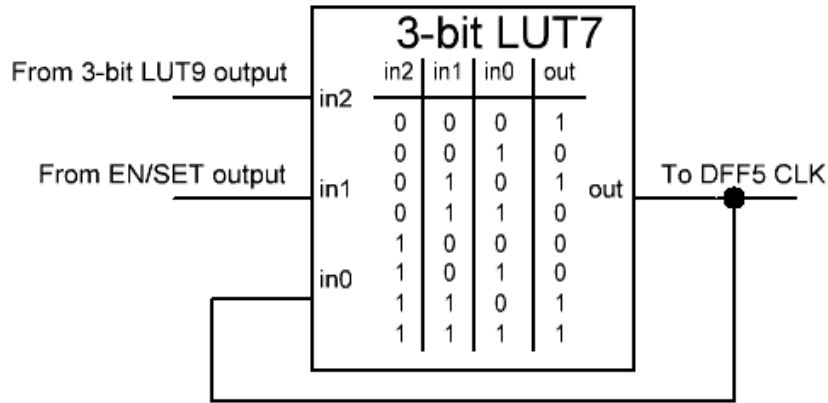 3-bit LUT7
From 3-bit LUT9 output
in2 in1 in0 out
in2
0 0 0 1
0 0 1 0
From EN/SET output
To DFF5 CLK
in1
0 1 0 1
out
0 1 1 0
1 0 0 0
in0
1 0 1 0
1 1 0 1
1 1 1 1